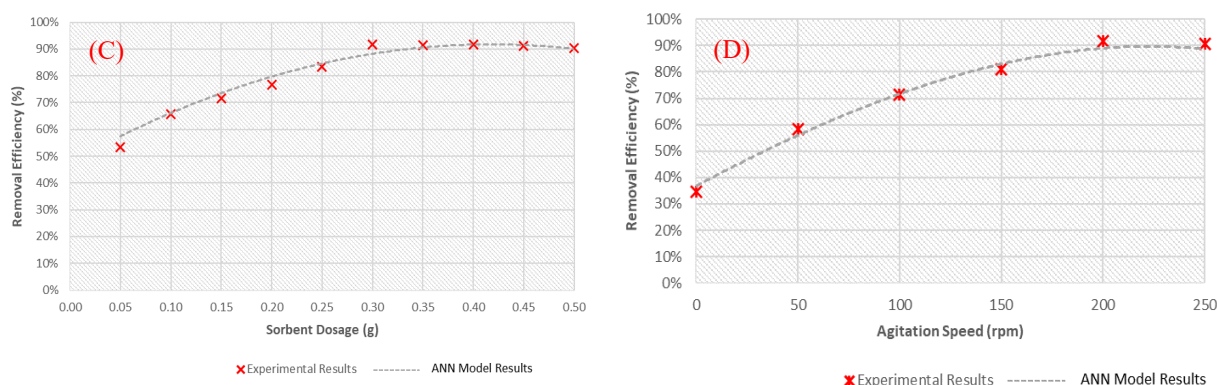 (C)
Removal Efficiency (%)
100%
90%
80%
70%
60%
50%
40%
30%
20%
10%
0%
0.00 0.05 0.10 0.15 0.20 0.25 0.30 0.35 0.40 0.45 0.50
Sorbent Dosage (g)
Experimental Results ANN Model Results
(D)
Removal Efficiency (%)
100%
90%
80%
70%
60%
50%
40%
30%
20%
10%
0%
0 50 100 150 200 250
Agitation Speed (rpm)
Experimental Results ANN Model Results